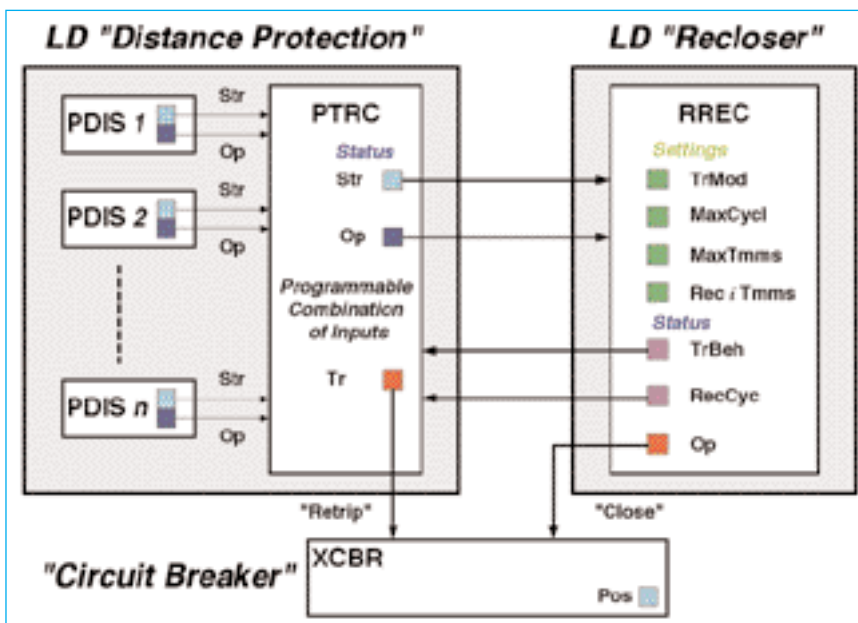 LD "Distance Protection"
LD "Recloser"
PDIS 1
Str
Op
PDIS 2
Str
Op
PDIS n
Str
Op
PTRC
Status
Str
Op
Programmable
Combination
of Inputs
Tr
RREC
Settings
TrMod
MaxCycl
MaxTmms
Rec i Tmms
Status
TrBeh
RecCyc
Op
"Retrip"
"Close"
"Circuit Breaker"
XCBR
Pos